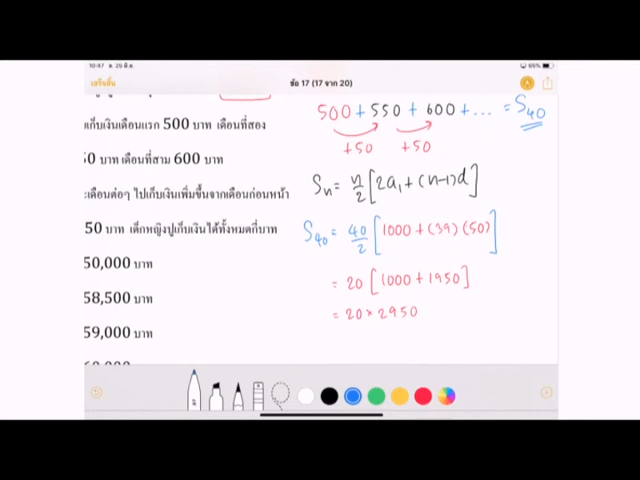 10:47 อ. 26 มี.ค.
65%
เสร็จสิ้น
ข้อ 17 (17 จาก 20)
เก็บเงินเดือนแรก 500 บาท เดือนที่สอง
50 บาท เดือนที่สาม 600 บาท
ะเดือนต่อๆ ไปเก็บเงินเพิ่มขึ้นจากเดือนก่อนหน้า
50 บาท เด็กหญิงปูเก็บเงินได้ทั้งหมดกี่บาท
50,000 บาท
58,500 บาท
59,000 บาท
500 + 550 + 600 + ... = S₄₀
+50 +50
Sₙ = n/2 [2a₁ + (n-1)d]
S₄₀ = 40/2 [1000 + (39)(50)]
= 20 [1000 + 1950]
= 20 × 2950